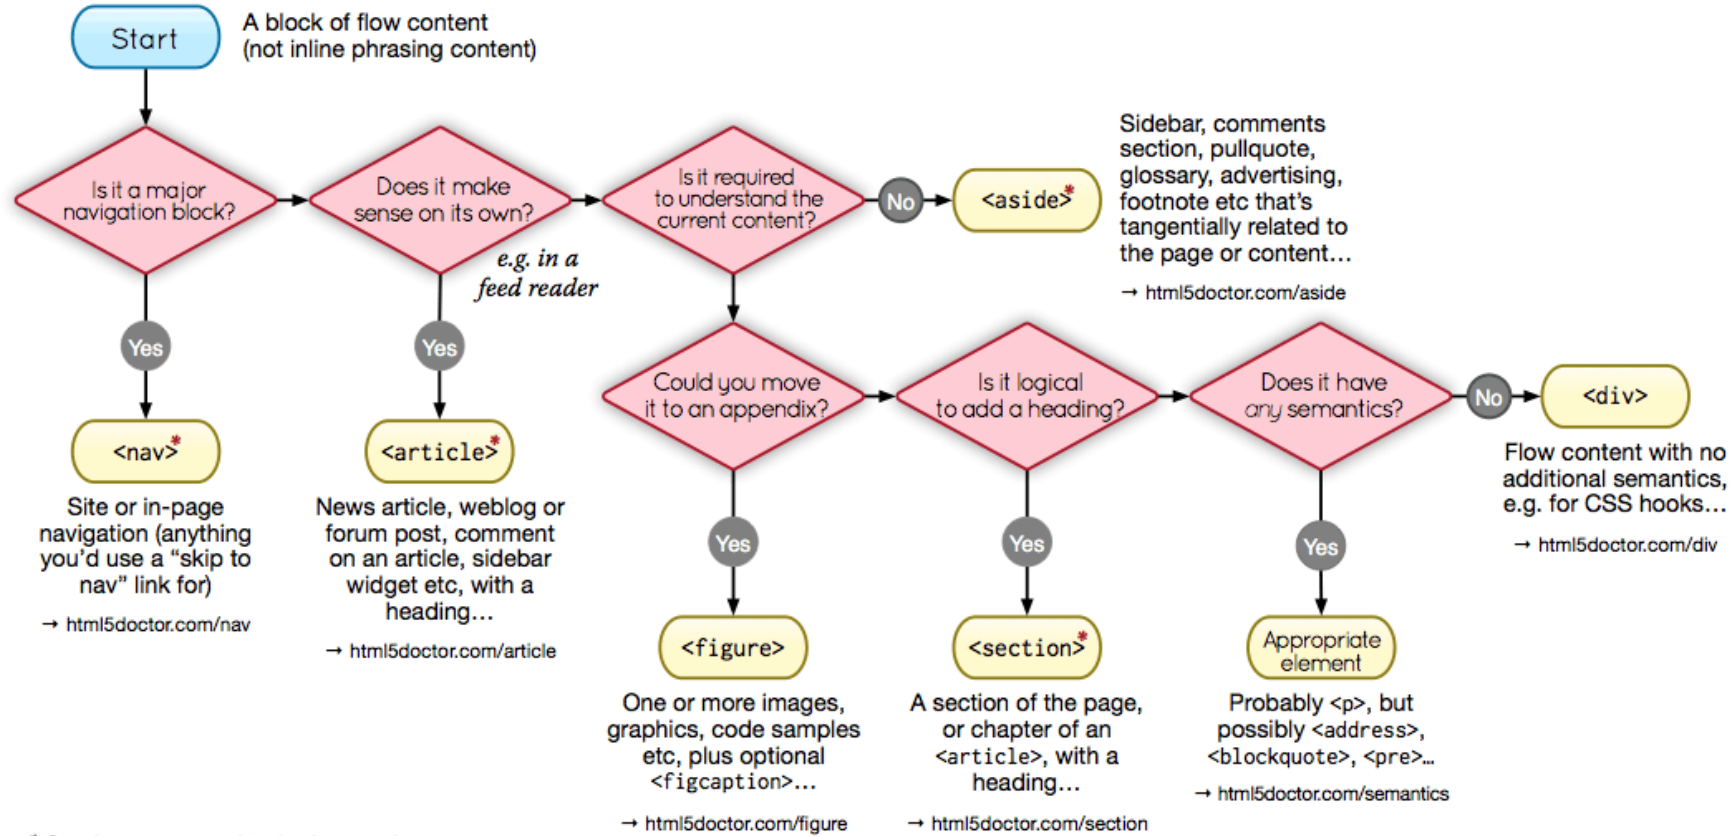 Start
A block of flow content
(not inline phrasing content)
Is it a major
navigation block?
Does it make
sense on its own?
e.g. in a
feed reader
Is it required
to understand the
current content?
No
<aside>*
Sidebar, comments
section, pullquote,
glossary, advertising,
footnote etc that's
tangentially related to
the page or content…
→ html5doctor.com/aside
Yes
<nav>*
Site or in-page
navigation (anything
you'd use a “skip to
nav” link for)
→ html5doctor.com/nav
Yes
<article>*
News article, weblog or
forum post, comment
on an article, sidebar
widget etc, with a
heading…
→ html5doctor.com/article
Could you move
it to an appendix?
Is it logical
to add a heading?
Does it have
any semantics?
No
<div>
Flow content with no
additional semantics,
e.g. for CSS hooks…
→ html5doctor.com/div
Yes
<figure>
One or more images,
graphics, code samples
etc, plus optional
<figcaption>…
→ html5doctor.com/figure
Yes
<section>*
A section of the page,
or chapter of an
<article>, with a
heading…
→ html5doctor.com/section
Yes
Appropriate
element
Probably <p>, but
possibly <address>,
<blockquote>, <pre>…
→ html5doctor.com/semantics